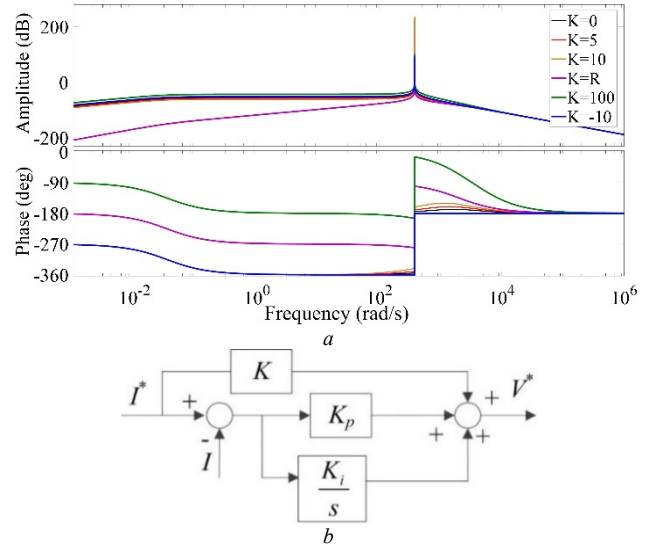 200
0
-200
Amplitude (dB)
K=0
K=5
K=10
K=R
K=100
K=-10
0
-90
-180
-270
-360
Phase (deg)
10^-2 10^0 10^2 10^4 10^6
Frequency (rad/s)
a
K
I* + + V*
- K_p + +
I
K_i
s
b